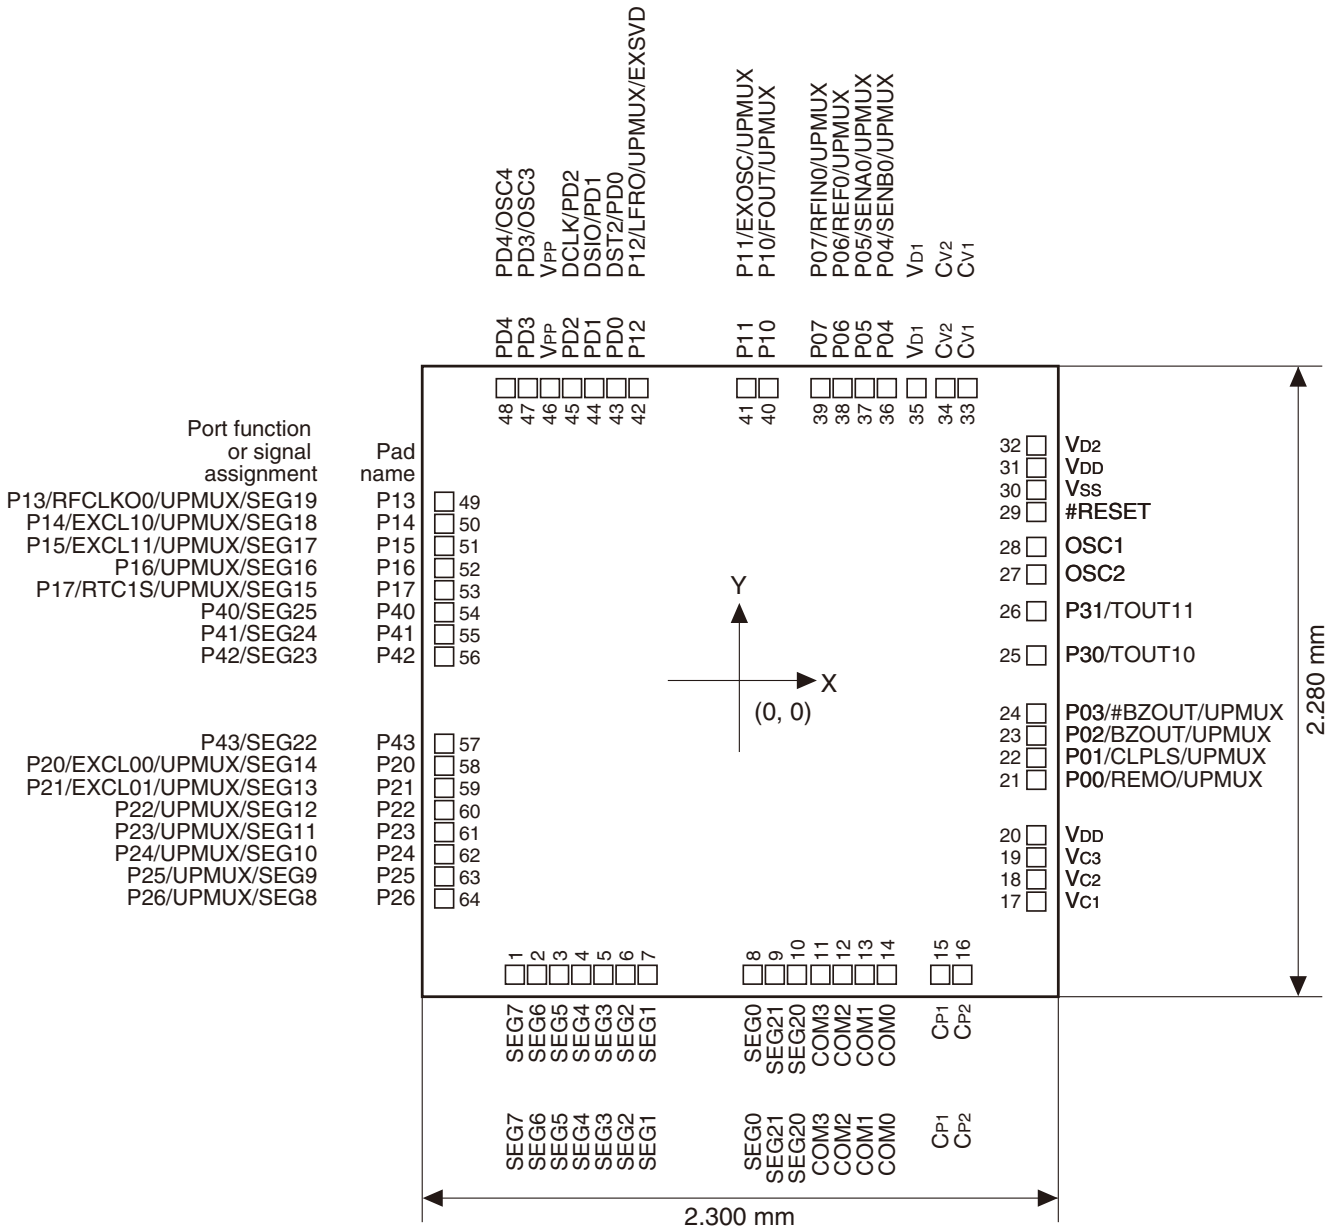 PD4/OSC4
PD3/OSC3
VPP
DCLK/PD2
DSIO/PD1
DST2/PD0
P12/LFRO/UPMUX/EXSVD
P11/EXOSC/UPMUX
P10/FOUT/UPMUX
P07/RFIN0/UPMUX
P06/REF0/UPMUX
P05/SENA0/UPMUX
P04/SENB0/UPMUX
VD1
CV2
CV1
PD4
PD3
VPP
PD2
PD1
PD0
P12
P11
P10
P07
P06
P05
P04
VD1
CV2
CV1
48
47
46
45
44
43
42
41
40
39
38
37
36
35
34
33
Port function
or signal
assignment
Pad
name
P13/RFCLKO0/UPMUX/SEG19 P13 49
P14/EXCL10/UPMUX/SEG18 P14 50
P15/EXCL11/UPMUX/SEG17 P15 51
P16/UPMUX/SEG16 P16 52
P17/RTC1S/UPMUX/SEG15 P17 53
P40/SEG25 P40 54
P41/SEG24 P41 55
P42/SEG23 P42 56
P43/SEG22 P43 57
P20/EXCL00/UPMUX/SEG14 P20 58
P21/EXCL01/UPMUX/SEG13 P21 59
P22/UPMUX/SEG12 P22 60
P23/UPMUX/SEG11 P23 61
P24/UPMUX/SEG10 P24 62
P25/UPMUX/SEG9 P25 63
P26/UPMUX/SEG8 P26 64
Y
X
(0, 0)
32 VD2
31 VDD
30 VSS
29 #RESET
28 OSC1
27 OSC2
26 P31/TOUT11
25 P30/TOUT10
24 P03/#BZOUT/UPMUX
23 P02/BZOUT/UPMUX
22 P01/CLPLS/UPMUX
21 P00/REMO/UPMUX
20 VDD
19 VC3
18 VC2
17 VC1
2.280 mm
1
2
3
4
5
6
7
8
9
10
11
12
13
14
15
16
SEG7
SEG6
SEG5
SEG4
SEG3
SEG2
SEG1
SEG0
SEG21
SEG20
COM3
COM2
COM1
COM0
CP1
CP2
SEG7
SEG6
SEG5
SEG4
SEG3
SEG2
SEG1
SEG0
SEG21
SEG20
COM3
COM2
COM1
COM0
CP1
CP2
2.300 mm